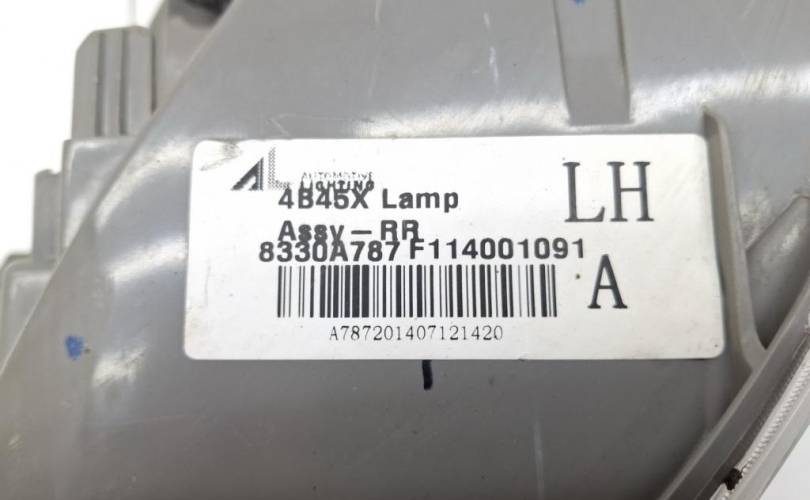 AL AUTOMOTIVE
LIGHTING
4B45X Lamp
Assy-RR
LH
8330A787 F114001091
A
A787201407121420